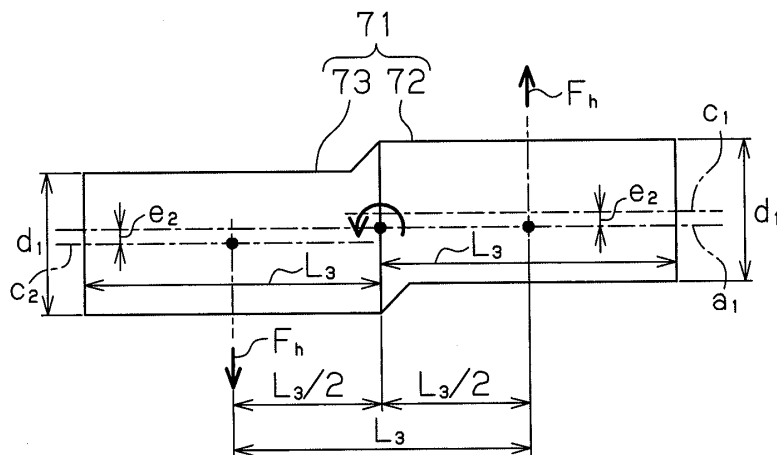 71
73 72
Fₕ
c₁
e₂
e₂
d₁
d₁
L₃
L₃
c₂
a₁
Fₕ
L₃/2
L₃/2
L₃